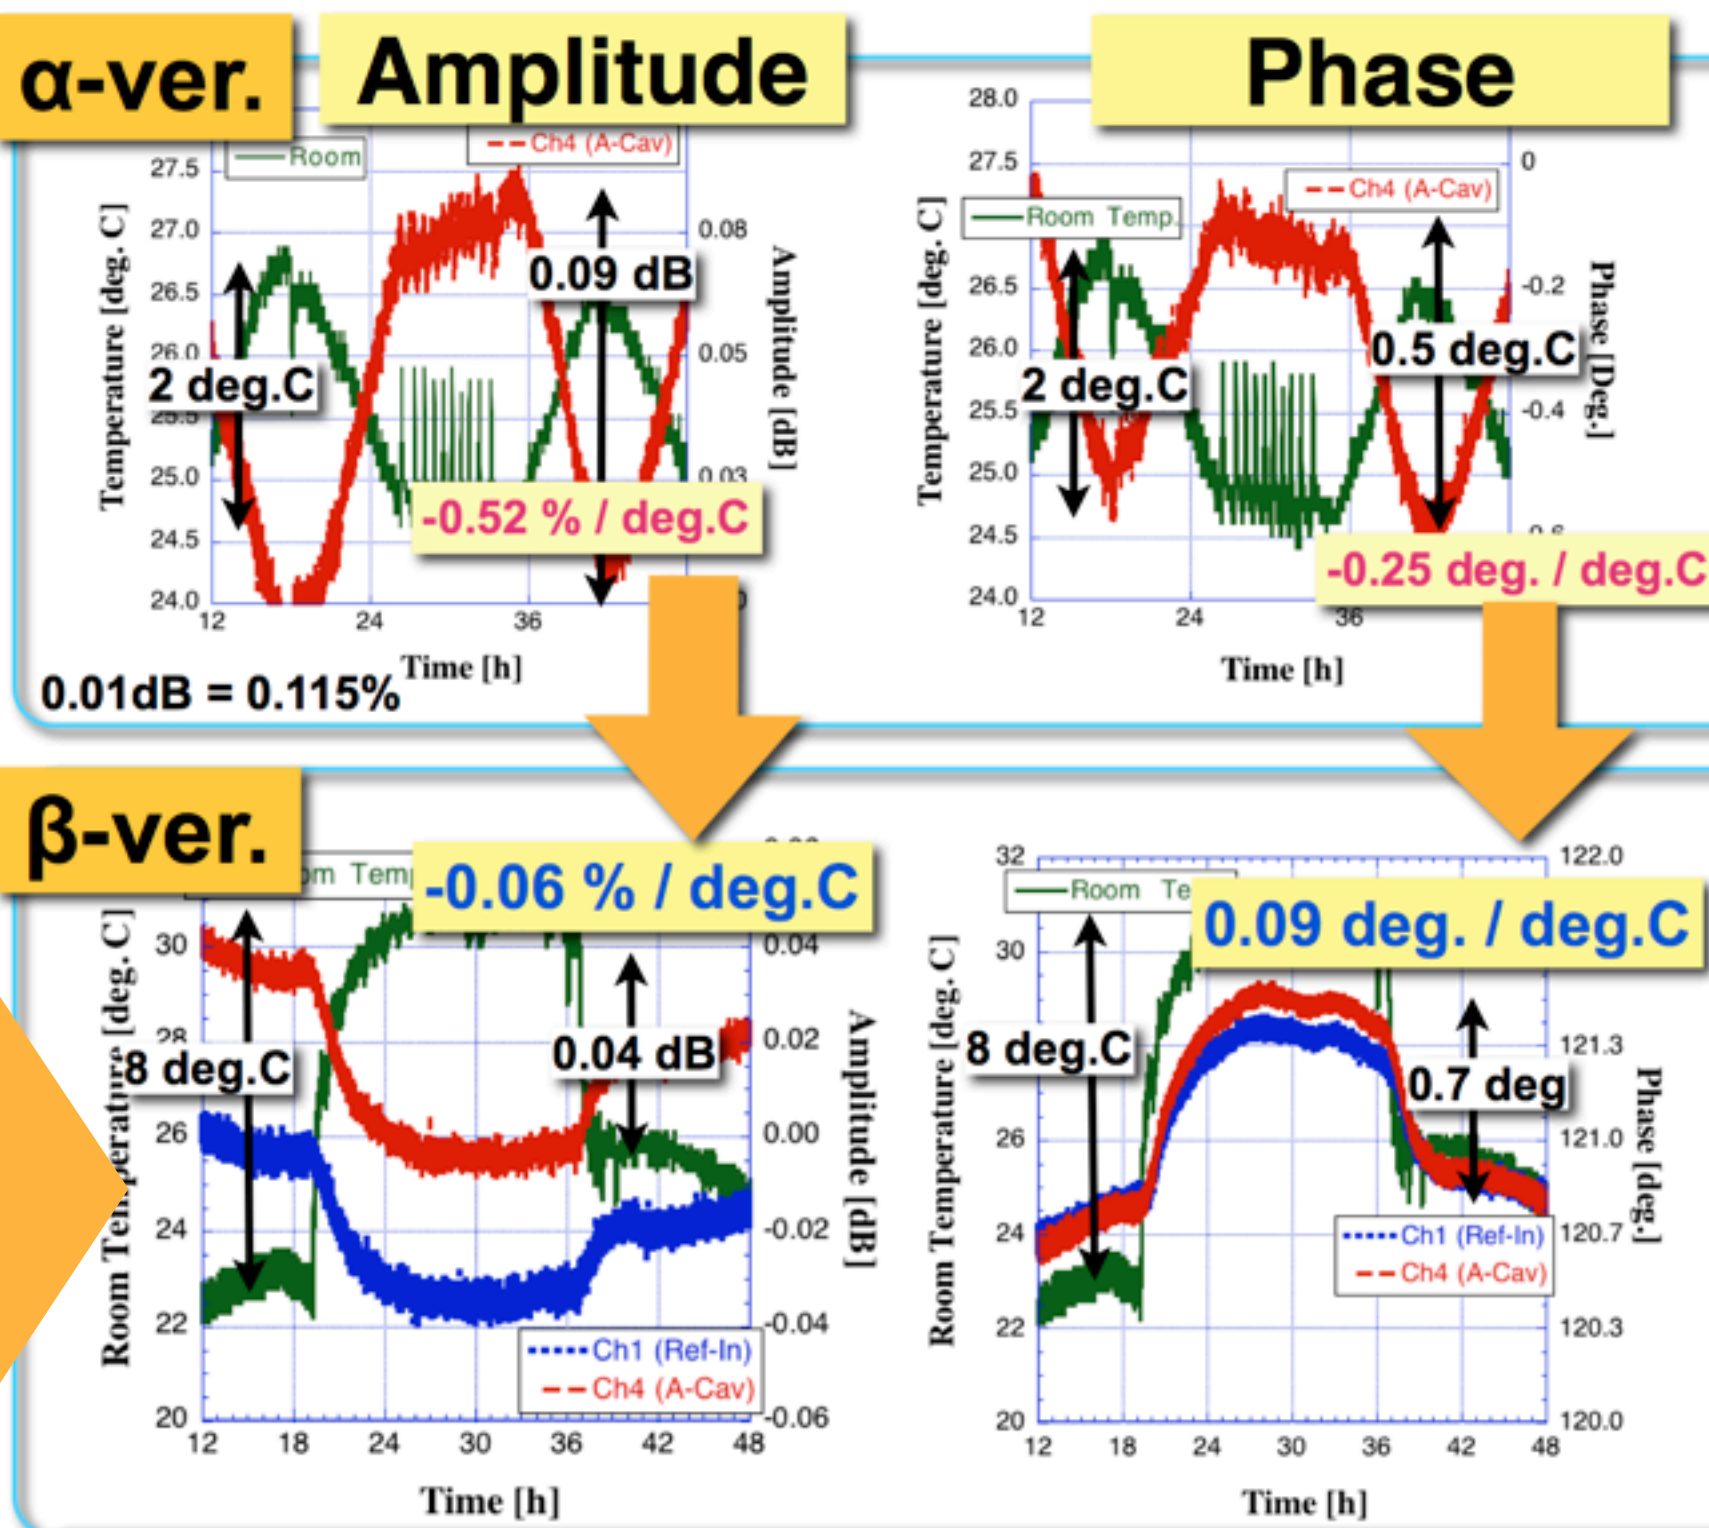 α-ver.
Amplitude
Phase
Room
Ch4 (A-Cav)
27.5
27.0
26.5
26.0
25.5
25.0
24.5
24.0
12
24
36
0.08
0.05
0.03
Temperature [deg. C]
Amplitude [dB]
Time [h]
2 deg.C
0.09 dB
-0.52 % / deg.C
0.01dB = 0.115%
28.0
27.5
26.5
26.0
25.5
25.0
24.5
24.0
12
24
36
0
-0.2
-0.4
Room Temp.
Ch4 (A-Cav)
Temperature [deg. C]
Phase [Deg.]
Time [h]
2 deg.C
0.5 deg.C
-0.25 deg. / deg.C
β-ver.
-0.06 % / deg.C
30
28
26
24
22
20
12
18
24
30
36
42
48
0.04
0.02
0.00
-0.02
-0.04
-0.06
Room Temperature [deg. C]
Amplitude [dB]
Time [h]
8 deg.C
0.04 dB
Ch1 (Ref-In)
Ch4 (A-Cav)
0.09 deg. / deg.C
Room
32
30
26
24
22
20
12
18
24
30
36
42
48
122.0
121.3
121.0
120.7
120.3
120.0
Room Temperature [deg. C]
Phase [deg.]
Time [h]
8 deg.C
0.7 deg
Ch1 (Ref-In)
Ch4 (A-Cav)